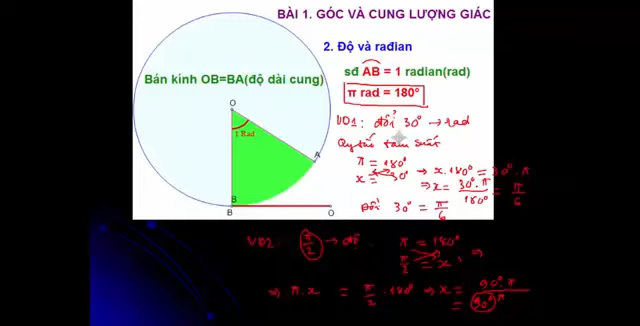 BÀI 1. GÓC VÀ CUNG LƯỢNG GIÁC
2. Độ và rađian
Bán kính OB=BA(độ dài cung)
sđ AB = 1 radian(rad)
π rad = 180°
O
1 Rad
A
B
B
O
VD1: đổi 30° → rad
Quy tắc tam suất
π = 180°
x = 30° → x.180° = 30°.π
⇒ x = 30°.π / 180° = π/6
Đổi 30° = π/6
VD2: π/2 → độ.
π = 180°
π/2 = x ⇒
⇒ π.x = π/2 . 180° ⇒ x = 90°.π / π
= 90°